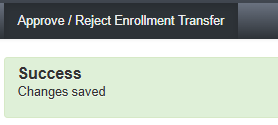 Approve / Reject Enrollment Transfer
Success
Changes saved